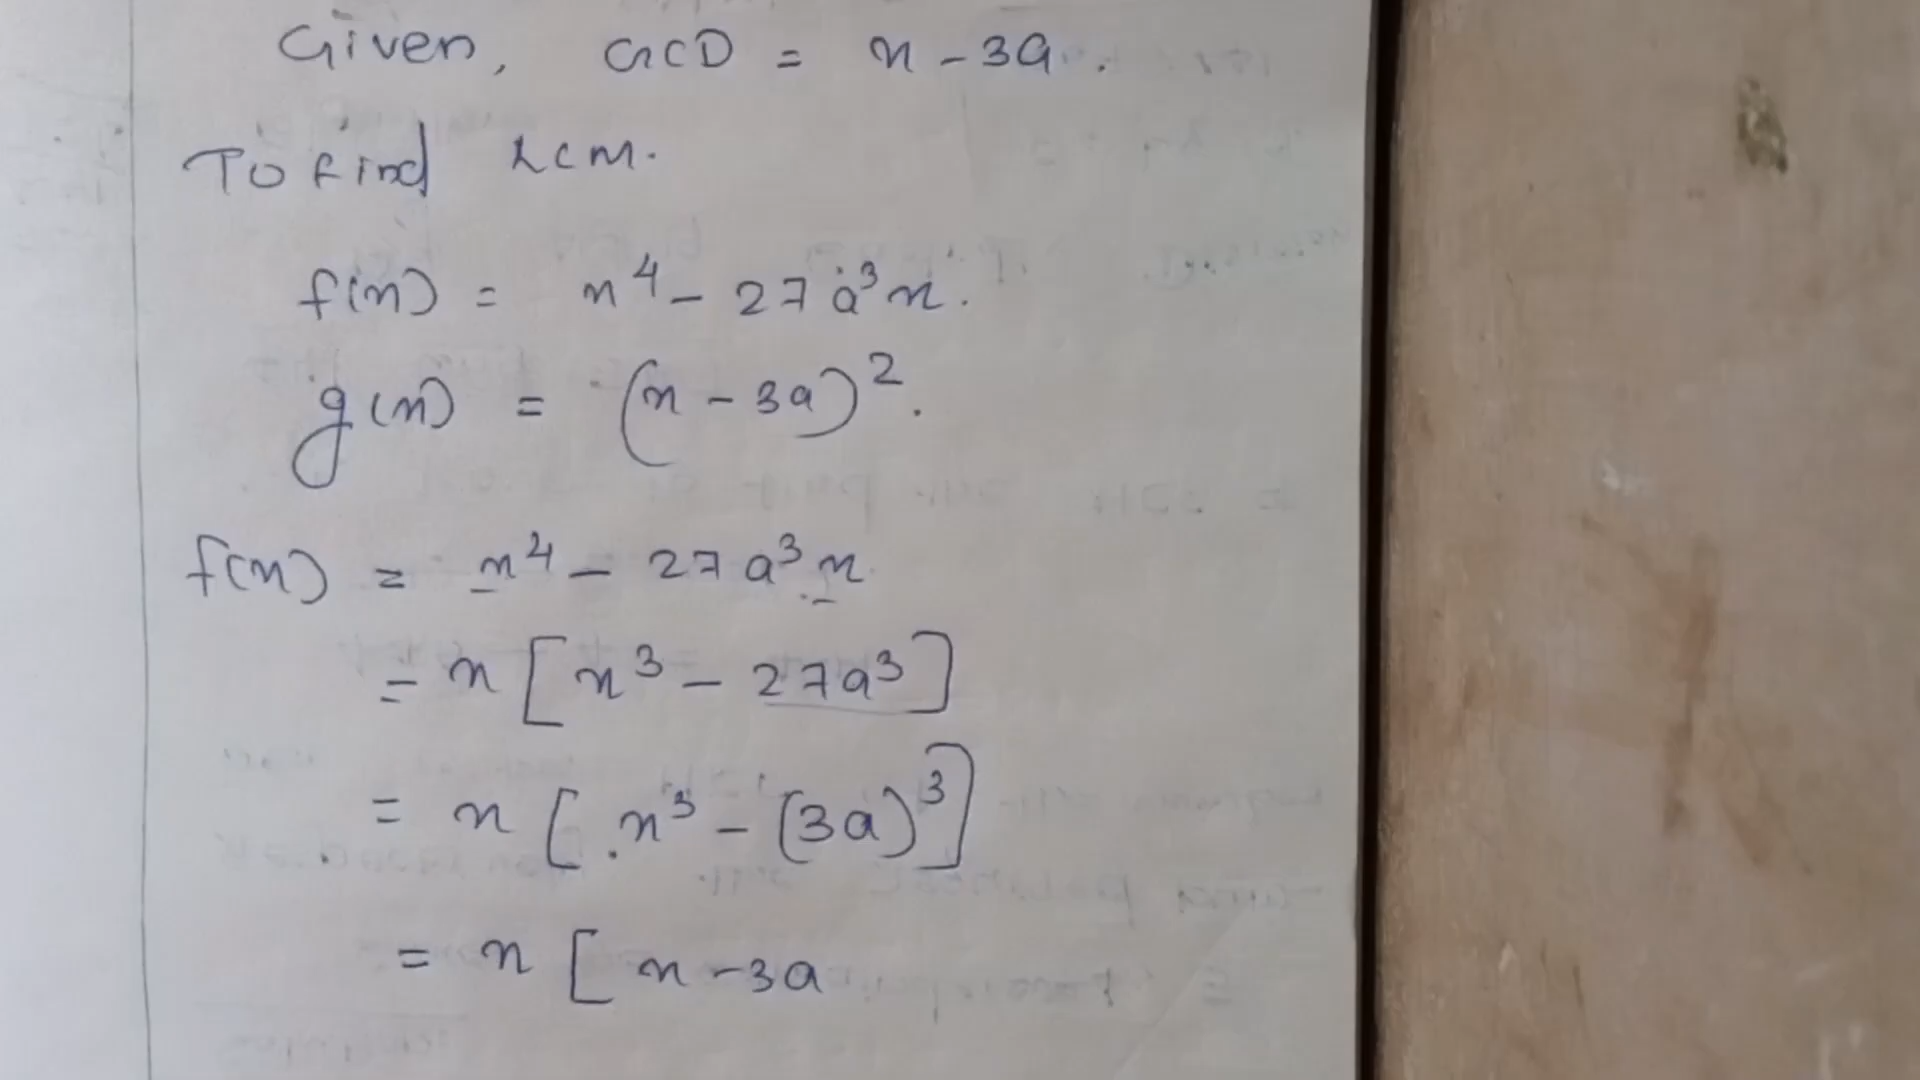 Given, GCD = x - 3a.
To find LCM.
f(x) = x⁴ - 27a³x.
g(x) = (x - 3a)².
f(x) = x⁴ - 27a³x
= x[x³ - 27a³]
= x[x³ - (3a)³]
= x[x - 3a